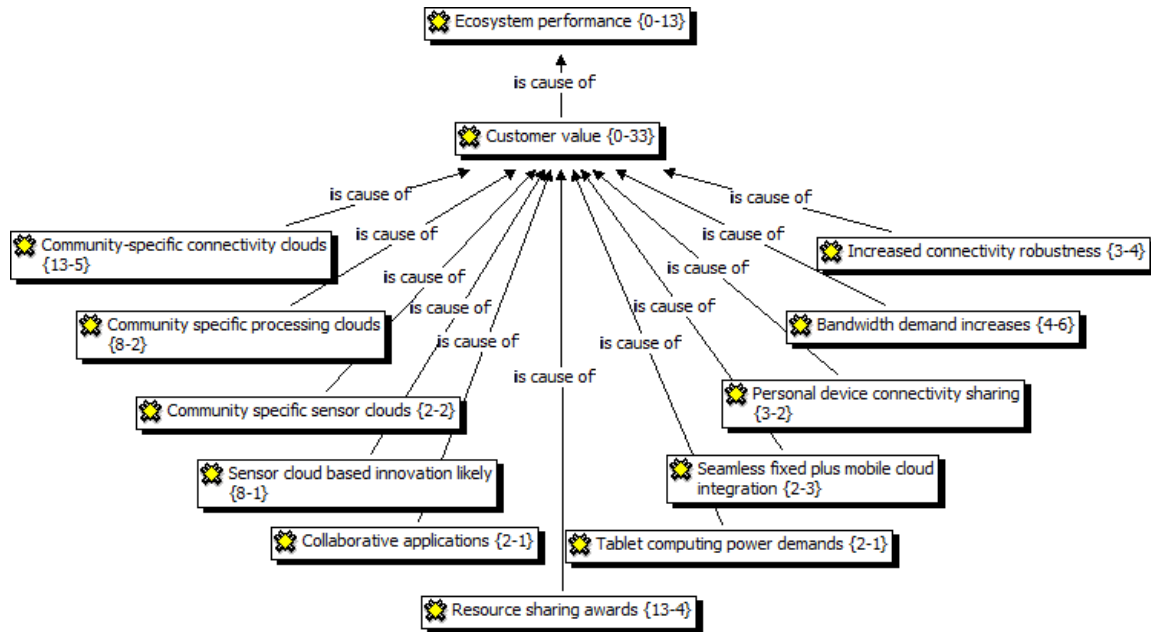 Ecosystem performance {0-13}
is cause of
Customer value {0-33}
is cause of
is cause of
Community-specific connectivity clouds
{13-5}
is cause of
is cause of
Increased connectivity robustness {3-4}
is cause of
is cause of
is cause of
is cause of
Community specific processing clouds
{8-2}
Bandwidth demand increases {4-6}
is cause of
is cause of
is cause of
Personal device connectivity sharing
{3-2}
Community specific sensor clouds {2-2}
Sensor cloud based innovation likely
{8-1}
Seamless fixed plus mobile cloud
integration {2-3}
Collaborative applications {2-1}
Tablet computing power demands {2-1}
Resource sharing awards {13-4}